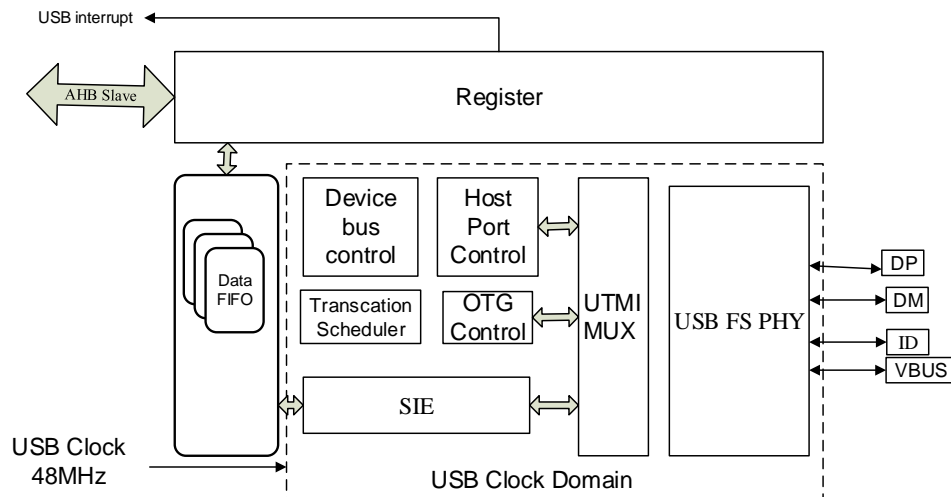 USB interrupt
AHB Slave
Register
Device
bus
control
Host
Port
Control
Data
FIFO
Transcation
Scheduler
OTG
Control
UTMI
MUX
USB FS PHY
DP
DM
ID
VBUS
SIE
USB Clock
48MHz
USB Clock Domain